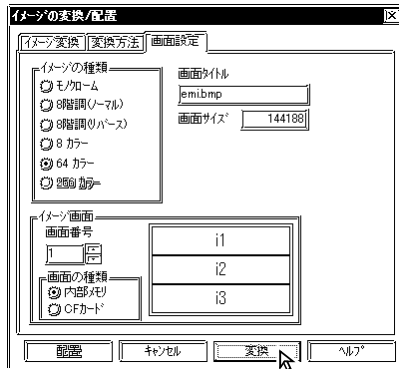 イメージの変換/配置
イメージ変換 変換方法 画面設定
イメージの種類
モノクローム
8階調(ノーマル)
8階調(リバース)
8 カラー
64 カラー
256 カラー
画面タイトル
emi.bmp
画面サイズ 144188
イメージ画面
画面番号
1
画面の種類
内部メモリ
CFカード
i1
i2
i3
配置 キャンセル 変換 ヘルプ